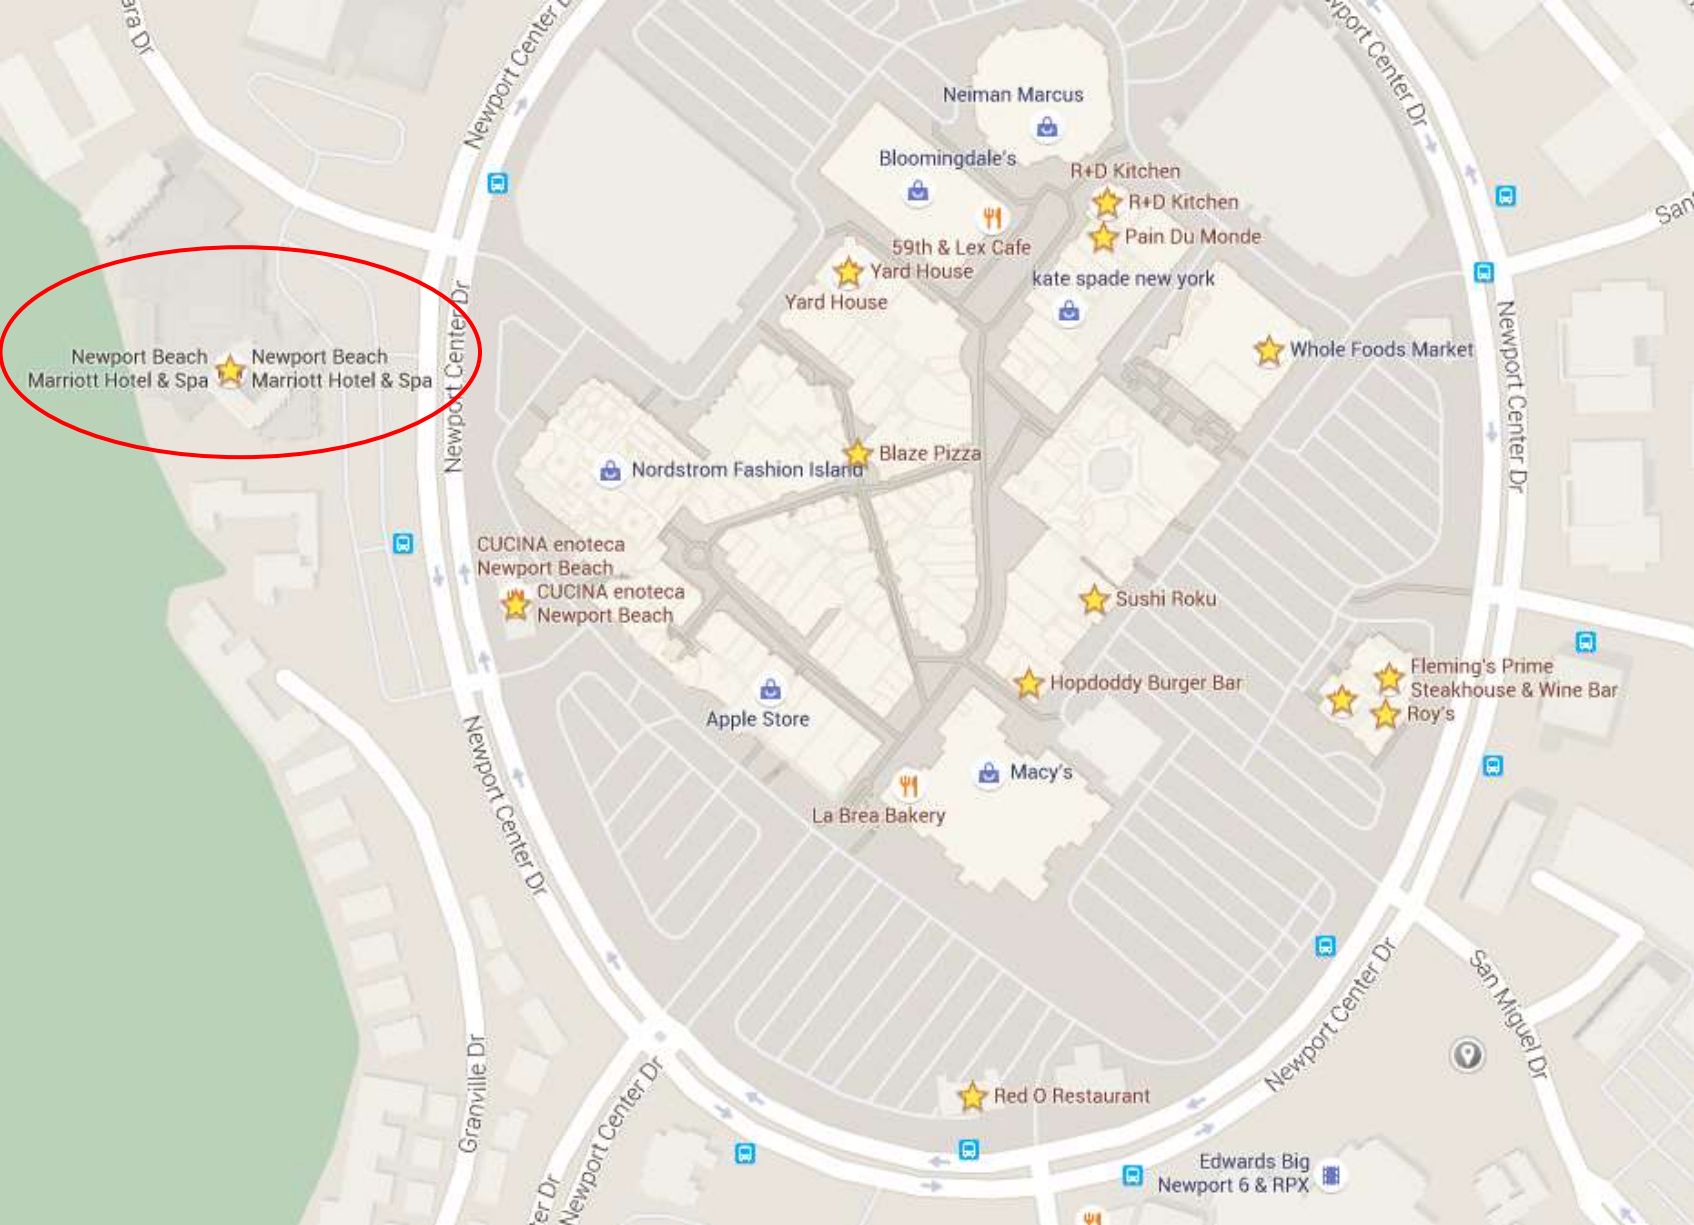 Newport Center D
Newport Center Dr
Neiman Marcus
Bloomingdale's
R+D Kitchen
R+D Kitchen
Pain Du Monde
59th & Lex Cafe
Yard House
Yard House
kate spade new york
Whole Foods Market
Newport Beach
Marriott Hotel & Spa
Newport Beach
Marriott Hotel & Spa
Newport Center Dr
Newport Center Dr
Nordstrom Fashion Island
Blaze Pizza
CUCINA enoteca
Newport Beach
CUCINA enoteca
Newport Beach
Sushi Roku
Hopdoddy Burger Bar
Fleming's Prime
Steakhouse & Wine Bar
Roy's
Apple Store
Macy's
La Brea Bakery
Newport Center Dr
San Miguel Dr
Newport Center Dr
Granville Dr
Newport Center Dr
er Dr
Red O Restaurant
Edwards Big
Newport 6 & RPX
ara Dr
San